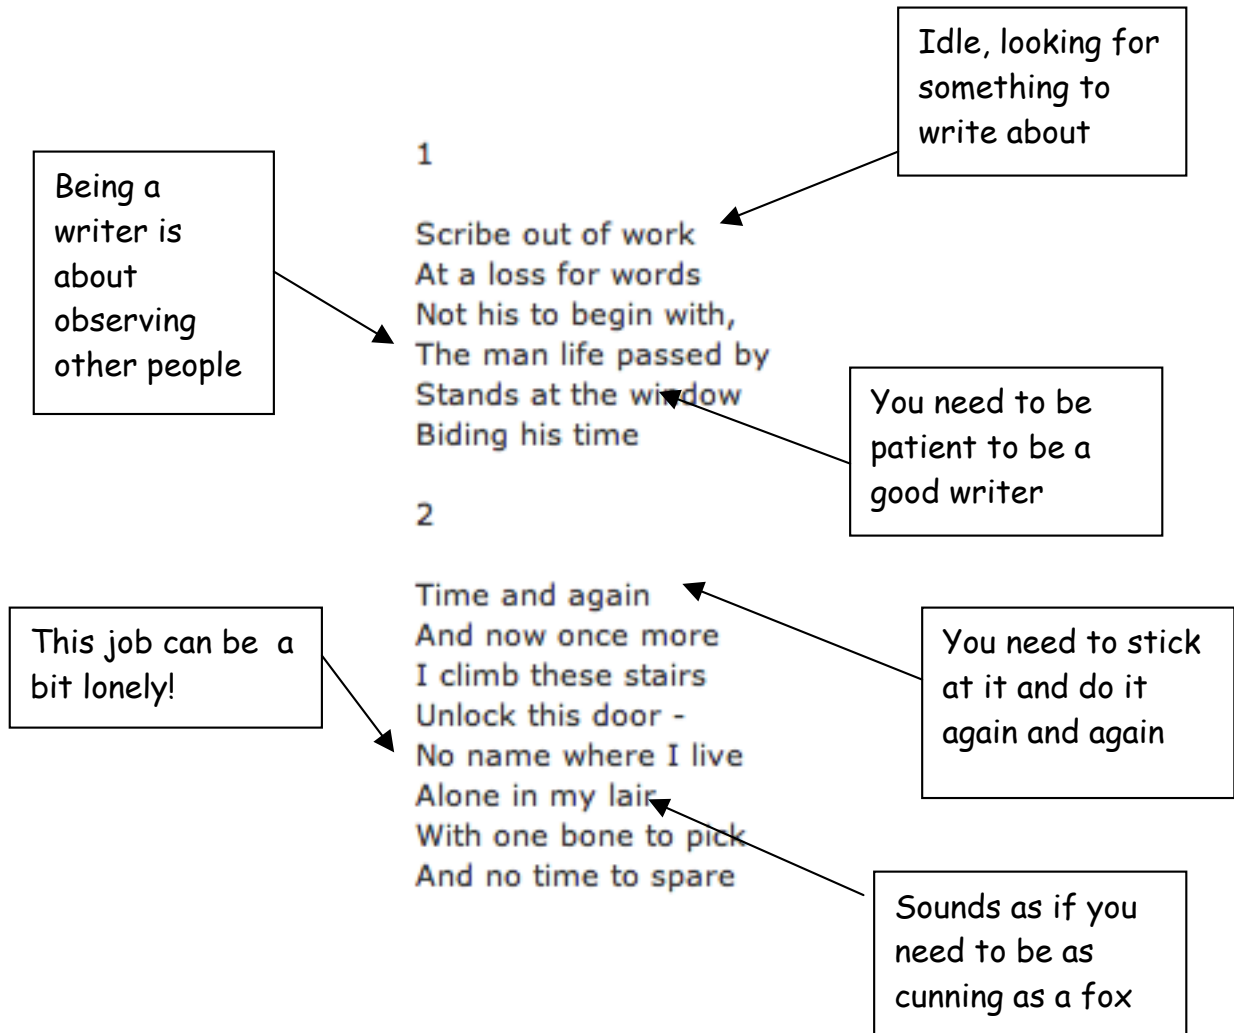 Idle, looking for
something to
write about
Being a
writer is
about
observing
other people
1
Scribe out of work
At a loss for words
Not his to begin with,
The man life passed by
Stands at the window
Biding his time
You need to be
patient to be a
good writer
2
Time and again
And now once more
I climb these stairs
Unlock this door -
No name where I live
Alone in my lair
With one bone to pick
And no time to spare
This job can be  a
bit lonely!
You need to stick
at it and do it
again and again
Sounds as if you
need to be as
cunning as a fox